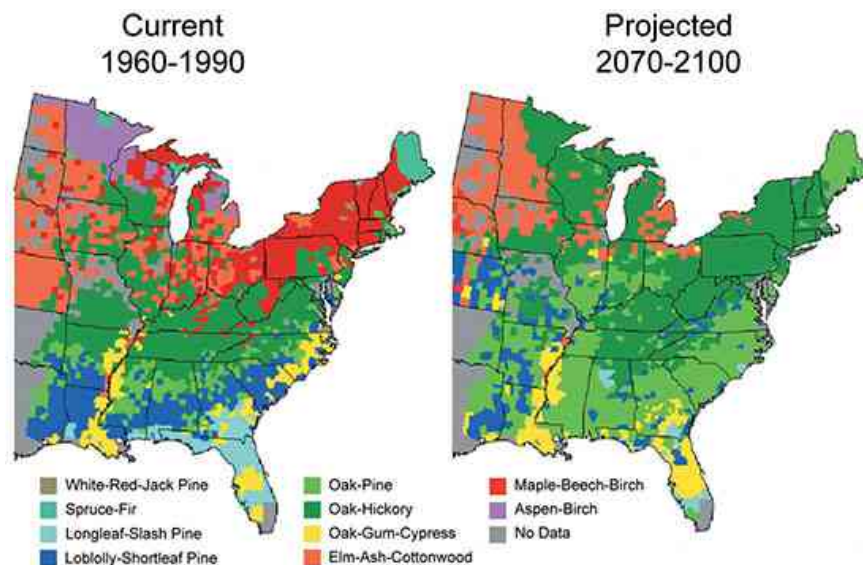 Current
1960-1990
Projected
2070-2100
White-Red-Jack Pine
Spruce-Fir
Longleaf-Slash Pine
Loblolly-Shortleaf Pine
Oak-Pine
Oak-Hickory
Oak-Gum-Cypress
Elm-Ash-Cottonwood
Maple-Beech-Birch
Aspen-Birch
No Data